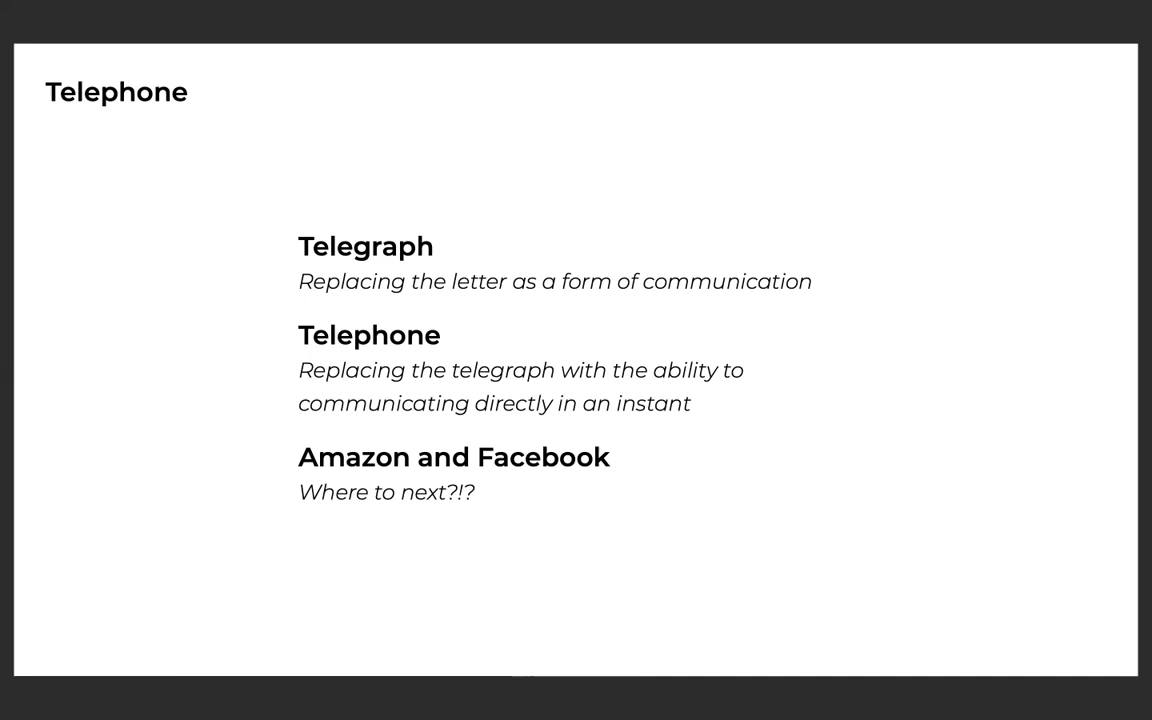 Telephone
Telegraph
Replacing the letter as a form of communication
Telephone
Replacing the telegraph with the ability to
communicating directly in an instant
Amazon and Facebook
Where to next?!?